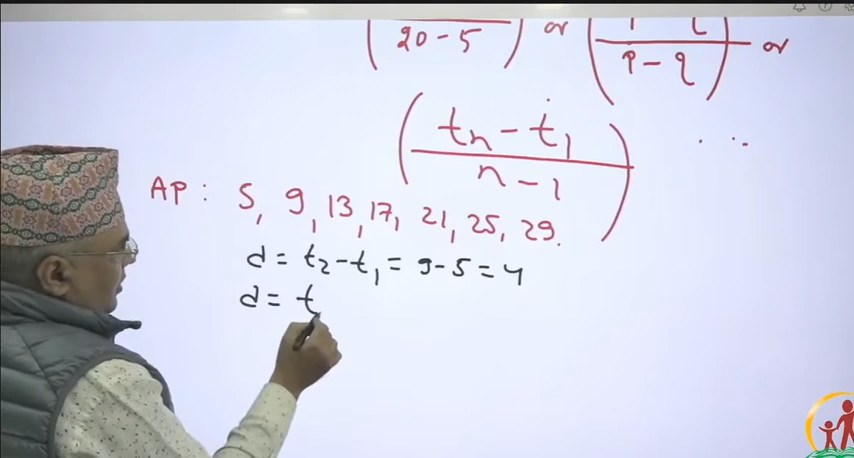 20 - 5 or
p - q or
( tn - t1 / n - 1 ) ...
AP : 5, 9, 13, 17, 21, 25, 29.
d = t2 - t1 = 9 - 5 = 4
d = t